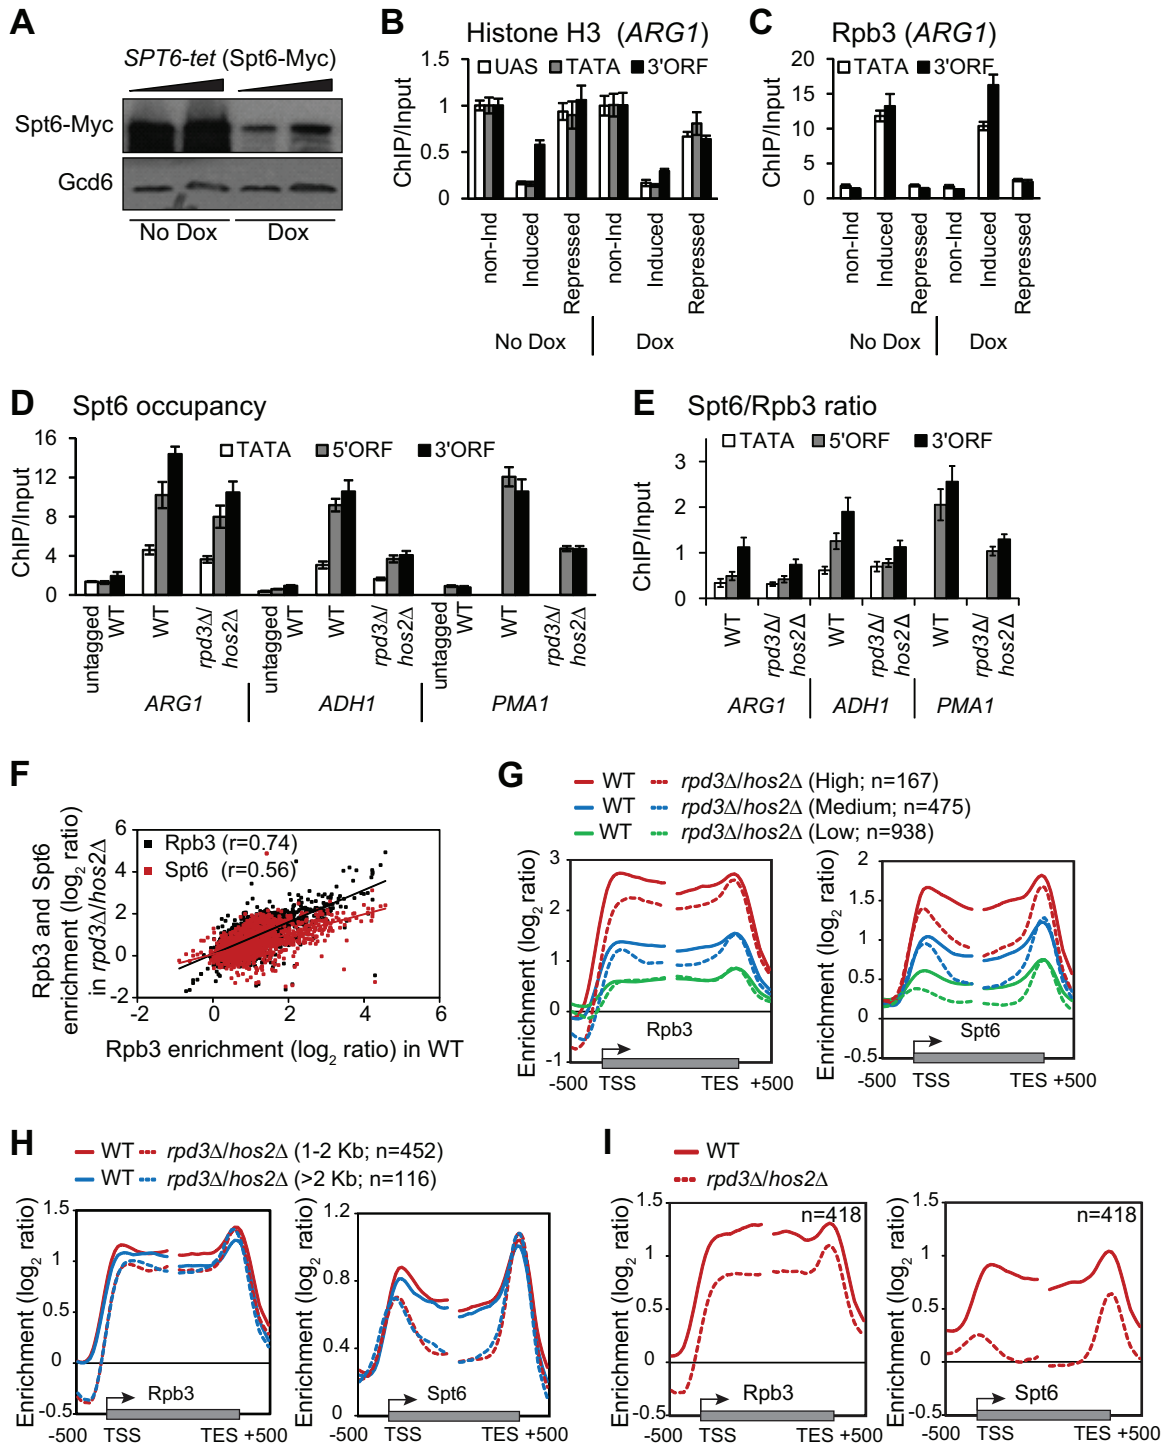 A
SPT6-tet (Spt6-Myc)
Spt6-Myc
Gcd6
No Dox Dox
B
Histone H3 (ARG1)
UAS TATA 3'ORF
ChIP/Input
1.5
1
0.5
0
non-Ind Induced Repressed non-Ind Induced Repressed
No Dox Dox
C
Rpb3 (ARG1)
TATA 3'ORF
ChIP/Input
20
15
10
5
0
non-Ind Induced Repressed non-Ind Induced Repressed
No Dox Dox
D Spt6 occupancy
TATA 5'ORF 3'ORF
ChIP/Input
16
12
8
4
0
untagged WT WT rpd3Δ/hos2Δ untagged WT WT rpd3Δ/hos2Δ untagged WT WT rpd3Δ/hos2Δ
ARG1 ADH1 PMA1
E Spt6/Rpb3 ratio
TATA 5'ORF 3'ORF
ChIP/Input
3
2
1
0
WT rpd3Δ/hos2Δ WT rpd3Δ/hos2Δ WT rpd3Δ/hos2Δ
ARG1 ADH1 PMA1
F
Rpb3 and Spt6
enrichment (log2 ratio)
in rpd3Δ/hos2Δ
6
4
2
0
-2
Rpb3 (r=0.74)
Spt6 (r=0.56)
-2 0 2 4 6
Rpb3 enrichment (log2 ratio) in WT
G
WT rpd3Δ/hos2Δ (High; n=167)
WT rpd3Δ/hos2Δ (Medium; n=475)
WT rpd3Δ/hos2Δ (Low; n=938)
Enrichment (log2 ratio)
3
2
1
0
-1
Rpb3
-500 TSS TES +500
Enrichment (log2 ratio)
2
1.5
1
0.5
0
-0.5
Spt6
-500 TSS TES +500
H
WT rpd3Δ/hos2Δ (1-2 Kb; n=452)
WT rpd3Δ/hos2Δ (>2 Kb; n=116)
Enrichment (log2 ratio)
1.5
1
0.5
0
-0.5
Rpb3
-500 TSS TES +500
Enrichment (log2 ratio)
1.2
0.8
0.4
0
Spt6
-500 TSS TES +500
I
WT
rpd3Δ/hos2Δ
Enrichment (log2 ratio)
1.5
1
0.5
0
-0.5
n=418
Rpb3
-500 TSS TES +500
Enrichment (log2 ratio)
1.5
1
0.5
0
-0.5
n=418
Spt6
-500 TSS TES +500